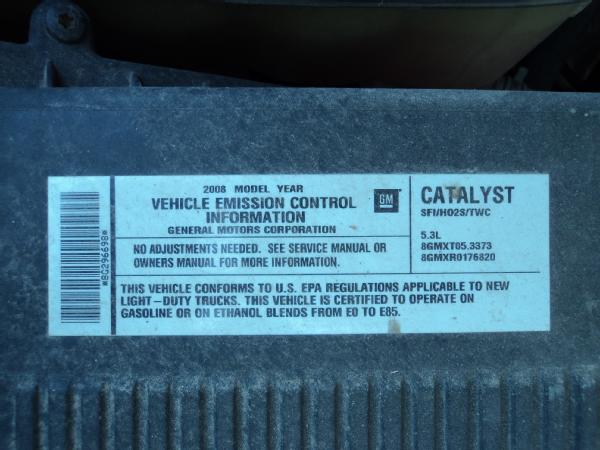 2008 MODEL YEAR
VEHICLE EMISSION CONTROL
INFORMATION
GENERAL MOTORS CORPORATION
GM
NO ADJUSTMENTS NEEDED. SEE SERVICE MANUAL OR
OWNERS MANUAL FOR MORE INFORMATION.
CATALYST
SFI/HO2S/TWC
5.3L
8GMXT05.3373
8GMXR0176820
THIS VEHICLE CONFORMS TO U.S. EPA REGULATIONS APPLICABLE TO NEW
LIGHT-DUTY TRUCKS. THIS VEHICLE IS CERTIFIED TO OPERATE ON
GASOLINE OR ON ETHANOL BLENDS FROM E0 TO E85.
*8G296698*